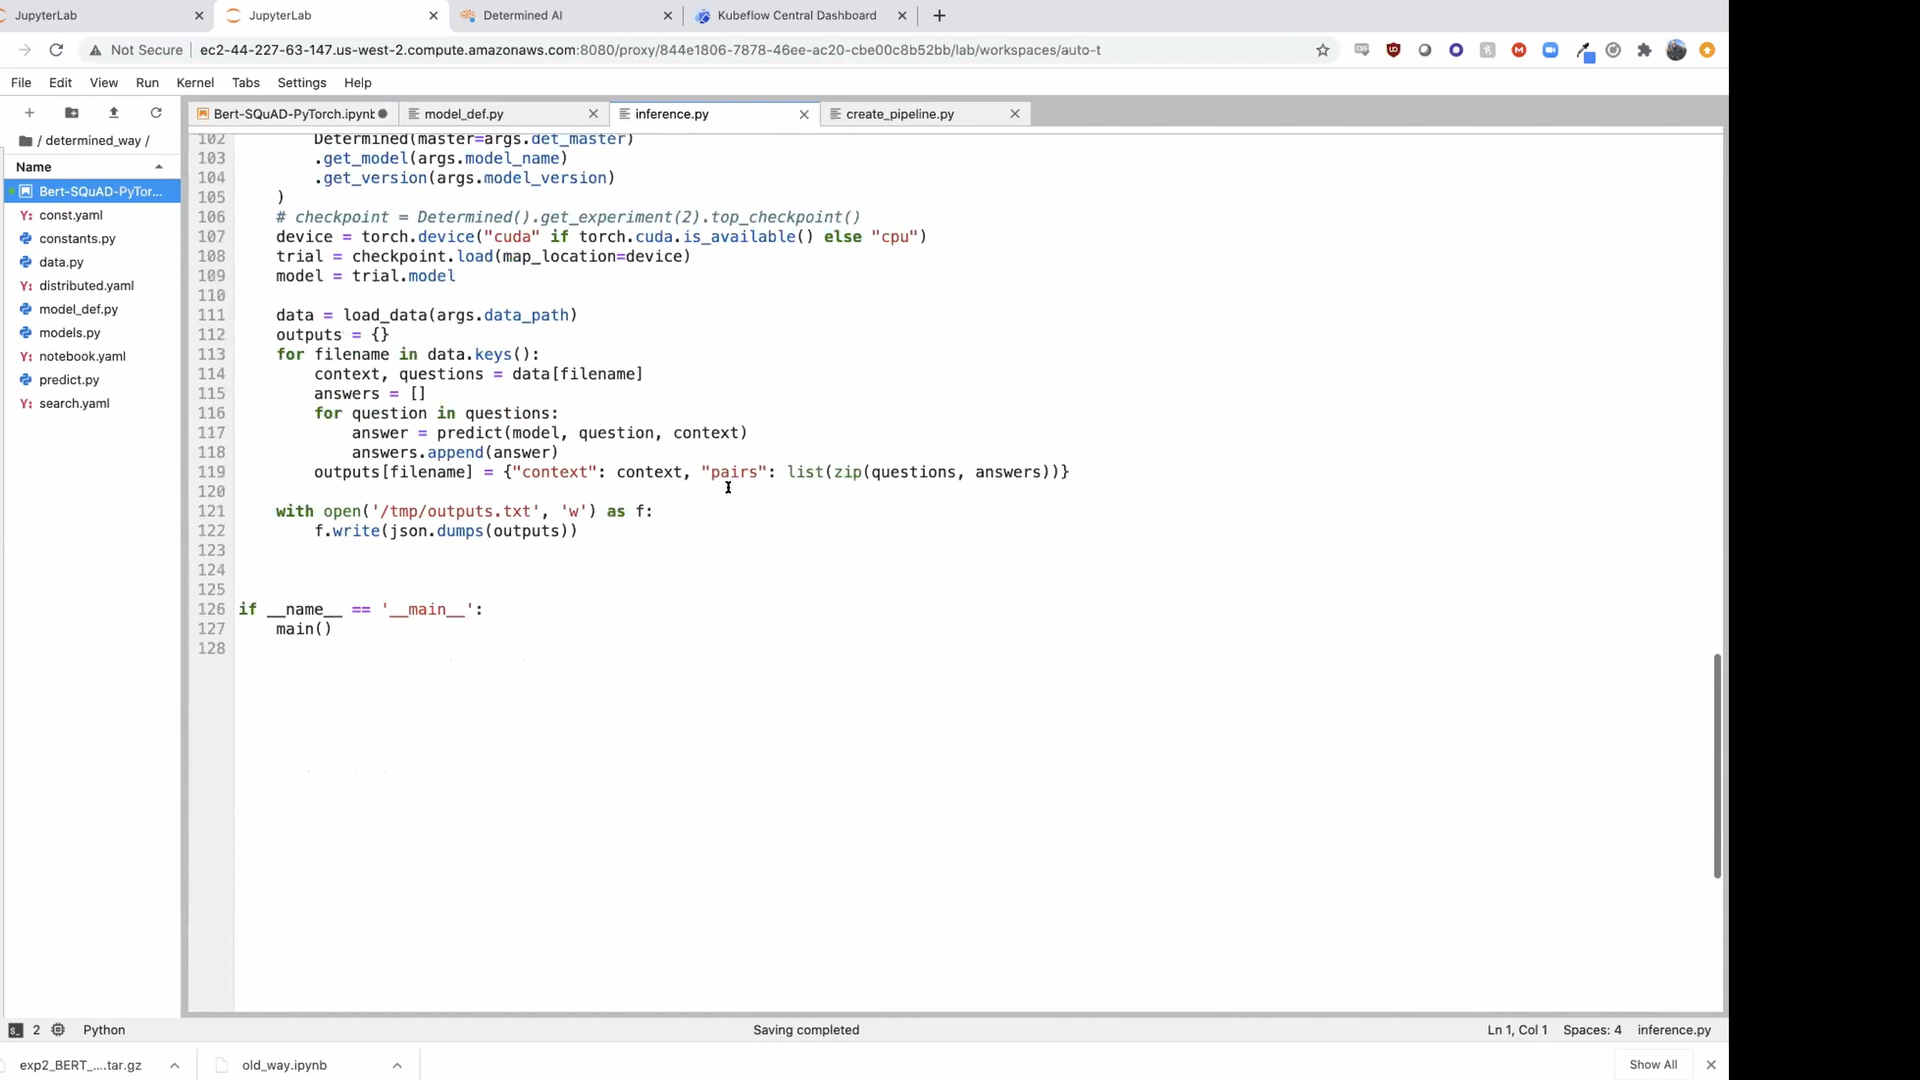 JupyterLab
JupyterLab
Determined AI
Kubeflow Central Dashboard
Not Secure
ec2-44-227-63-147.us-west-2.compute.amazonaws.com:8080/proxy/844e1806-7878-46ee-ac20-cbe00c8b52bb/lab/workspaces/auto-t
File Edit View Run Kernel Tabs Settings Help
Bert-SQuAD-PyTorch.ipynb
model_def.py
inference.py
create_pipeline.py
/ determined_way /
Name
Bert-SQuAD-PyTor...
const.yaml
constants.py
data.py
distributed.yaml
model_def.py
models.py
notebook.yaml
predict.py
search.yaml
102 Determined(master=args.det_master)
103 .get_model(args.model_name)
104 .get_version(args.model_version)
105 )
106 # checkpoint = Determined().get_experiment(2).top_checkpoint()
107 device = torch.device("cuda" if torch.cuda.is_available() else "cpu")
108 trial = checkpoint.load(map_location=device)
109 model = trial.model
110
111 data = load_data(args.data_path)
112 outputs = {}
113 for filename in data.keys():
114 context, questions = data[filename]
115 answers = []
116 for question in questions:
117 answer = predict(model, question, context)
118 answers.append(answer)
119 outputs[filename] = {"context": context, "pairs": list(zip(questions, answers))}
120
121 with open('/tmp/outputs.txt', 'w') as f:
122 f.write(json.dumps(outputs))
123
124
125
126 if __name__ == '__main__':
127 main()
128
2 Python
Saving completed
Ln 1, Col 1 Spaces: 4 inference.py
exp2_BERT_....tar.gz
old_way.ipynb
Show All